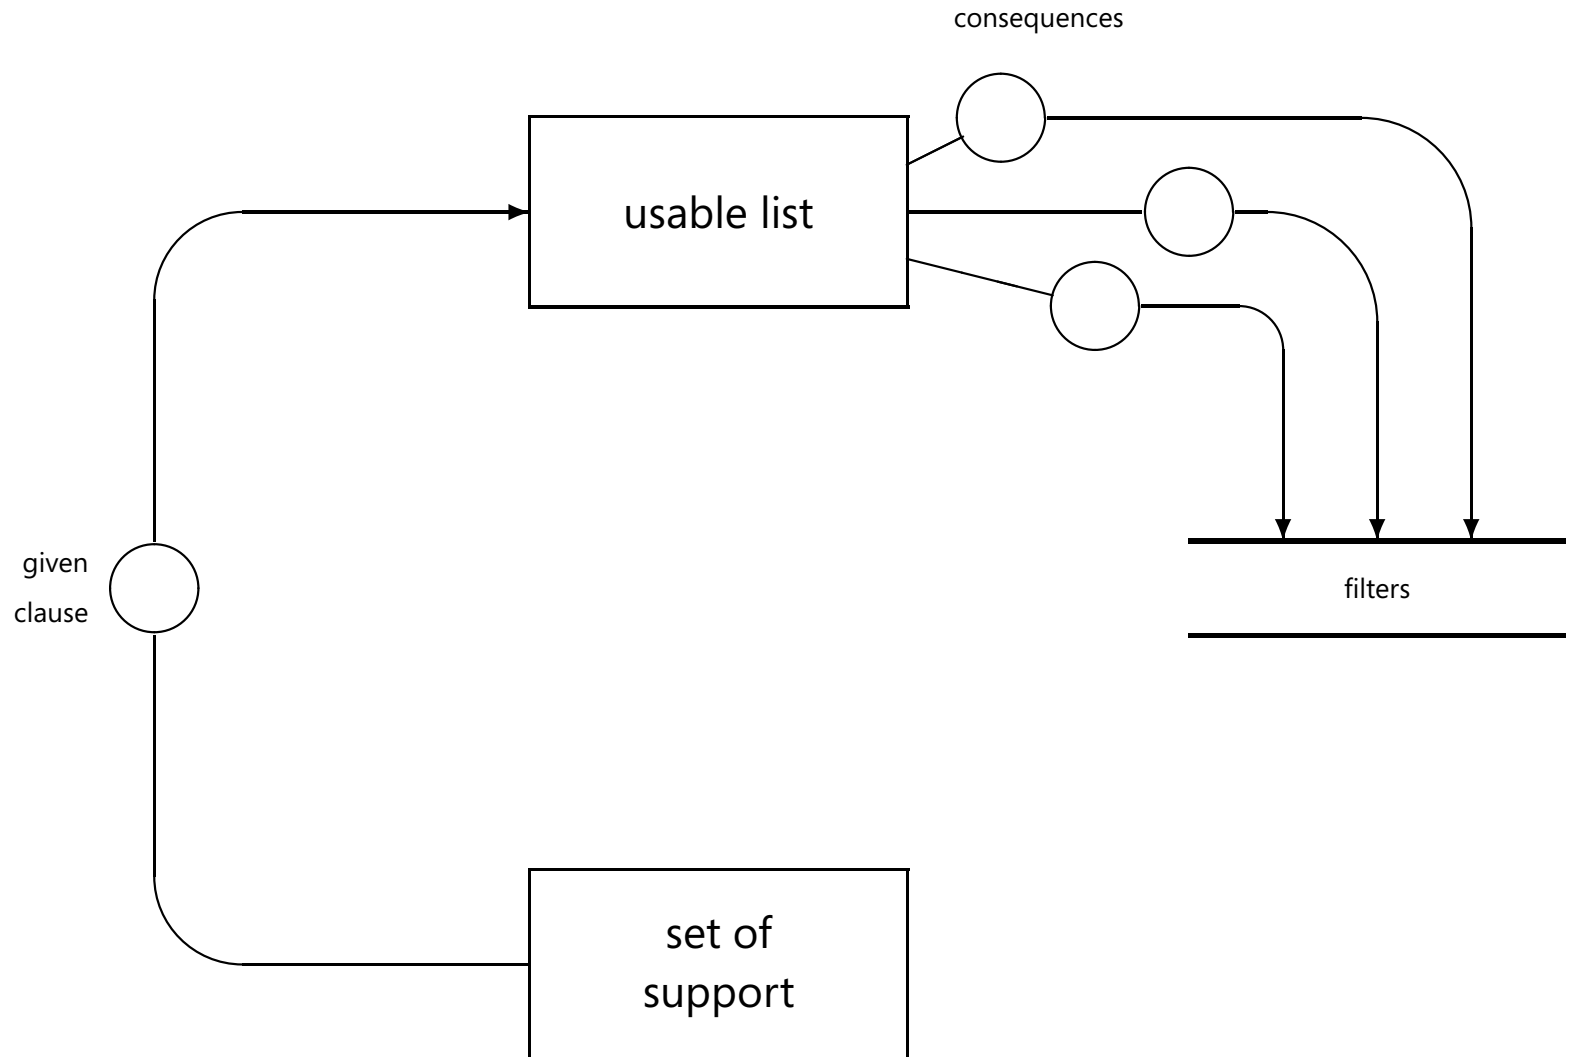 consequences
usable list
given
clause
filters
set of
support